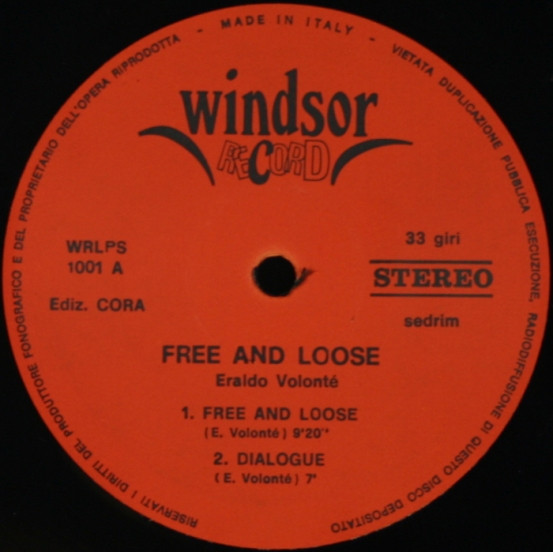 RISERVATI I DIRITTI DEL PRODUTTORE FONOGRAFICO E DEL PROPRIETARIO DELL'OPERA RIPRODOTTA - MADE IN ITALY - VIETATA DUPLICAZIONE PUBBLICA ESECUZIONE, RADIODIFFUSIONE DI QUESTO DISCO DEPOSITATO
windsor
RECORD
WRLPS
1001 A
Ediz. CORA
33 giri
STEREO
sedrim
FREE AND LOOSE
Eraldo Volonté
1. FREE AND LOOSE
(E. Volonté) 9'20''
2. DIALOGUE
(E. Volonté) 7'